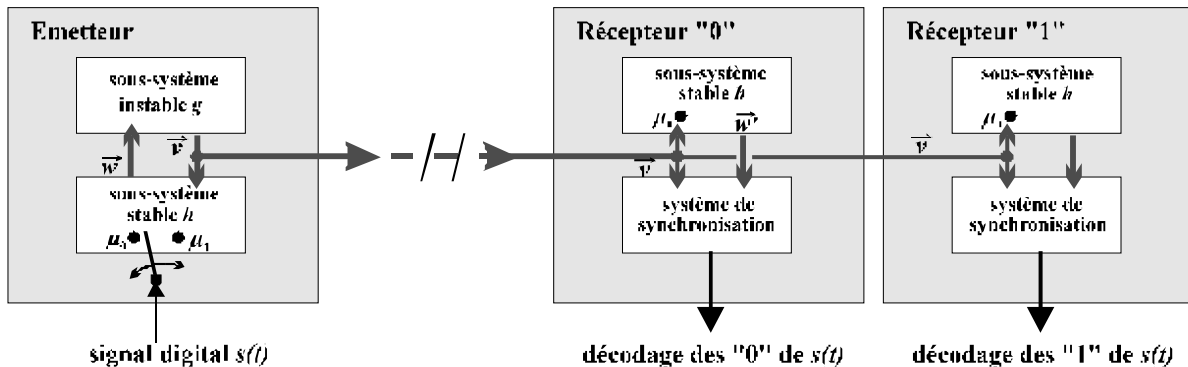 Emetteur
sous-système
instable g
w
v
sous-système
stable h
μ₀
μ₁
signal digital s(t)
Récepteur "0"
sous-système
stable h
v
système de
synchronisation
décodage des "0" de s(t)
Récepteur "1"
sous-système
stable h
μ₁
v
système de
synchronisation
décodage des "1" de s(t)